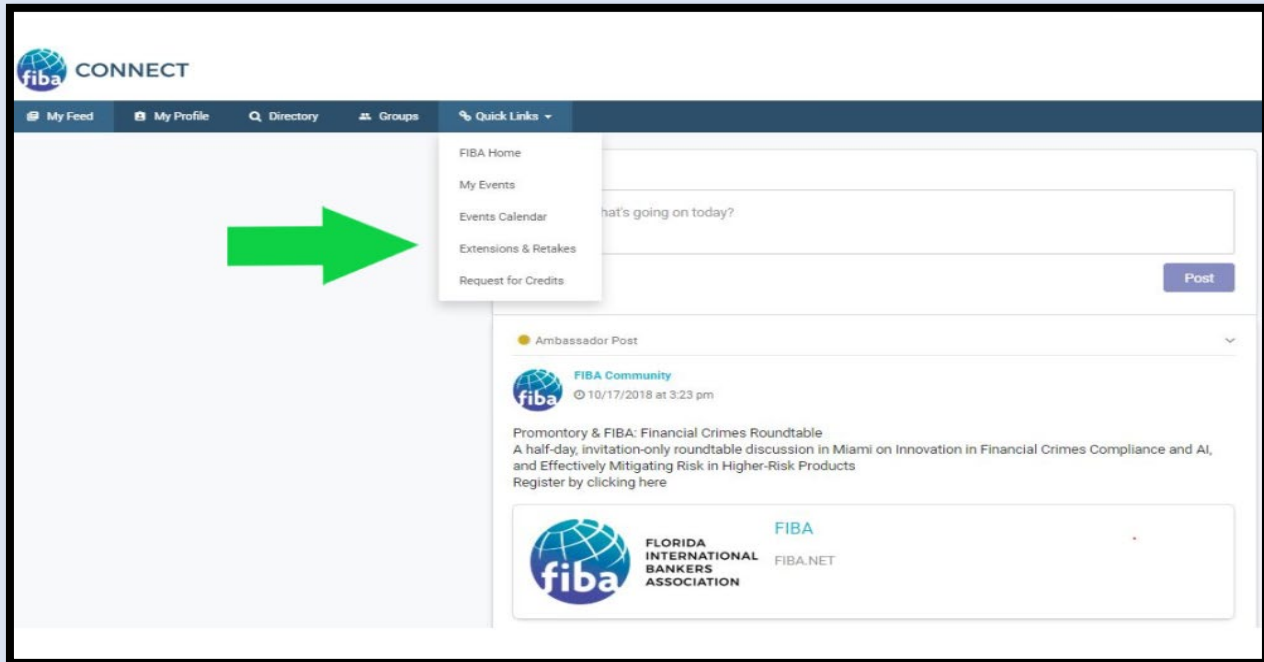 fiba CONNECT
My Feed My Profile Directory Groups Quick Links
FIBA Home
My Events
Events Calendar
Extensions & Retakes
Request for Credits
hat's going on today?
Post
Ambassador Post
fiba
FIBA Community
10/17/2018 at 3:23 pm
Promontory & FIBA: Financial Crimes Roundtable
A half-day, invitation-only roundtable discussion in Miami on Innovation in Financial Crimes Compliance and AI,
and Effectively Mitigating Risk in Higher-Risk Products
Register by clicking here
fiba
FLORIDA
INTERNATIONAL
BANKERS
ASSOCIATION
FIBA
FIBA.NET